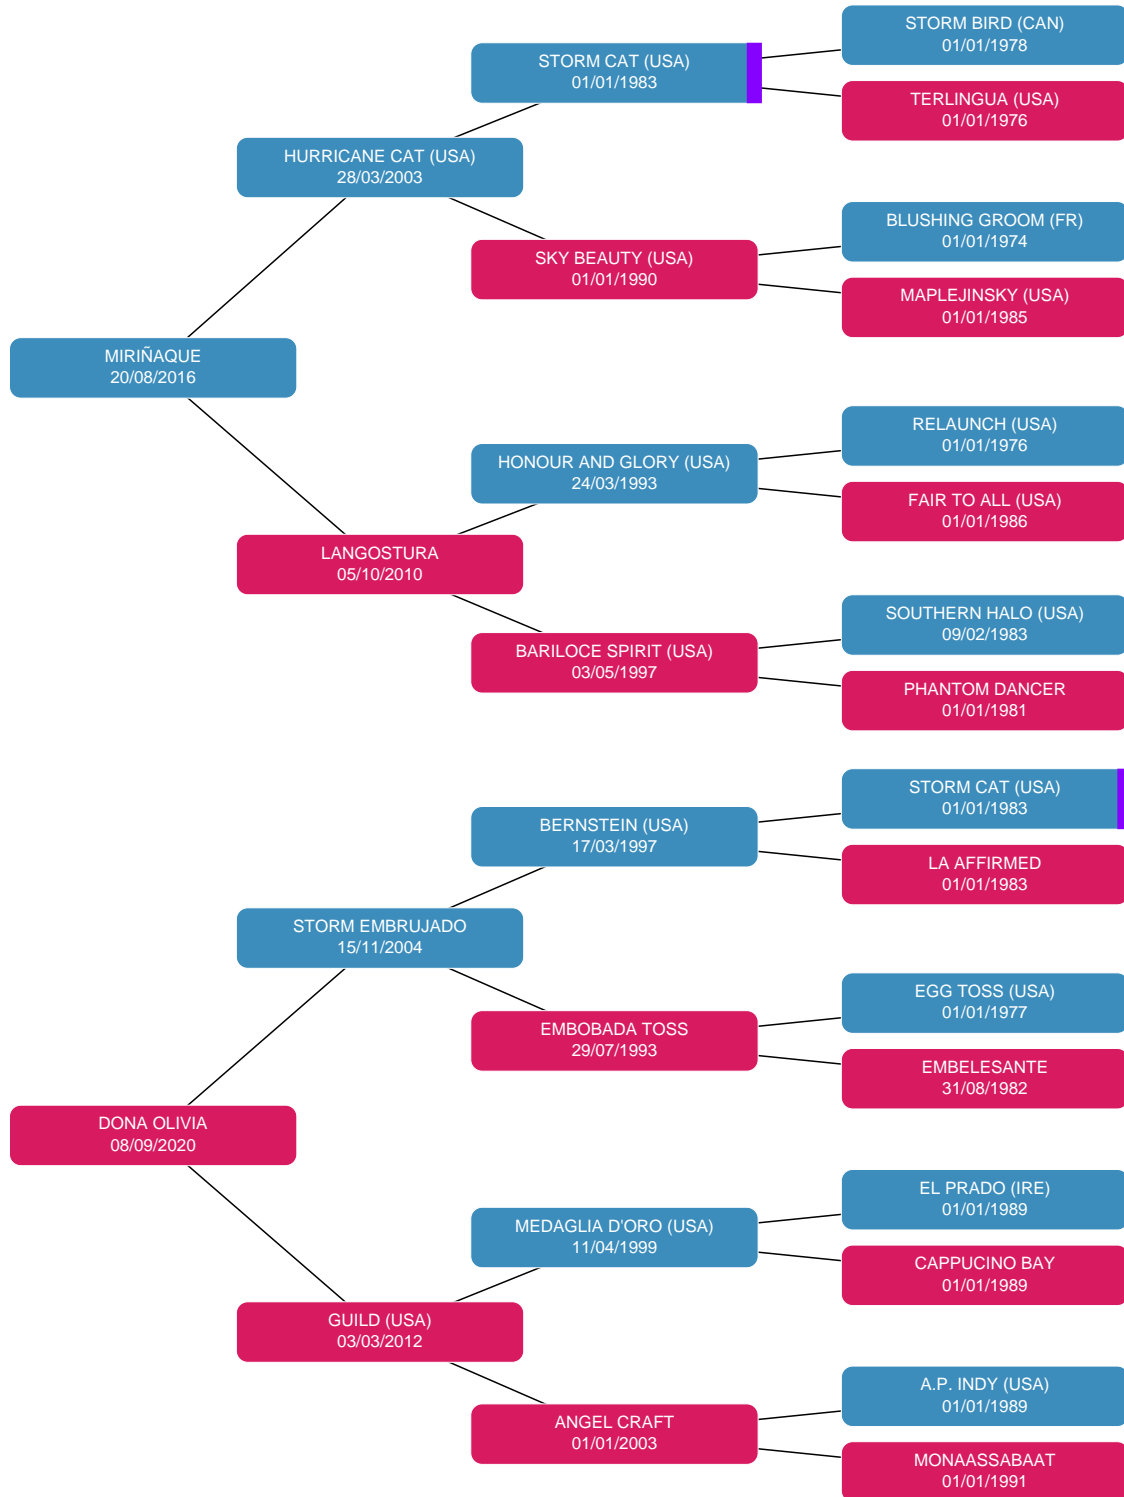 STORM BIRD (CAN)
01/01/1978
STORM CAT (USA)
01/01/1983
TERLINGUA (USA)
01/01/1976
HURRICANE CAT (USA)
28/03/2003
BLUSHING GROOM (FR)
01/01/1974
SKY BEAUTY (USA)
01/01/1990
MAPLEJINSKY (USA)
01/01/1985
MIRIÑAQUE
20/08/2016
RELAUNCH (USA)
01/01/1976
HONOUR AND GLORY (USA)
24/03/1993
FAIR TO ALL (USA)
01/01/1986
LANGOSTURA
05/10/2010
SOUTHERN HALO (USA)
09/02/1983
BARILOCE SPIRIT (USA)
03/05/1997
PHANTOM DANCER
01/01/1981
STORM CAT (USA)
01/01/1983
BERNSTEIN (USA)
17/03/1997
LA AFFIRMED
01/01/1983
STORM EMBRUJADO
15/11/2004
EGG TOSS (USA)
01/01/1977
EMBOBADA TOSS
29/07/1993
EMBELESANTE
31/08/1982
DONA OLIVIA
08/09/2020
EL PRADO (IRE)
01/01/1989
MEDAGLIA D'ORO (USA)
11/04/1999
CAPPUCINO BAY
01/01/1989
GUILD (USA)
03/03/2012
A.P. INDY (USA)
01/01/1989
ANGEL CRAFT
01/01/2003
MONAASSABAAT
01/01/1991